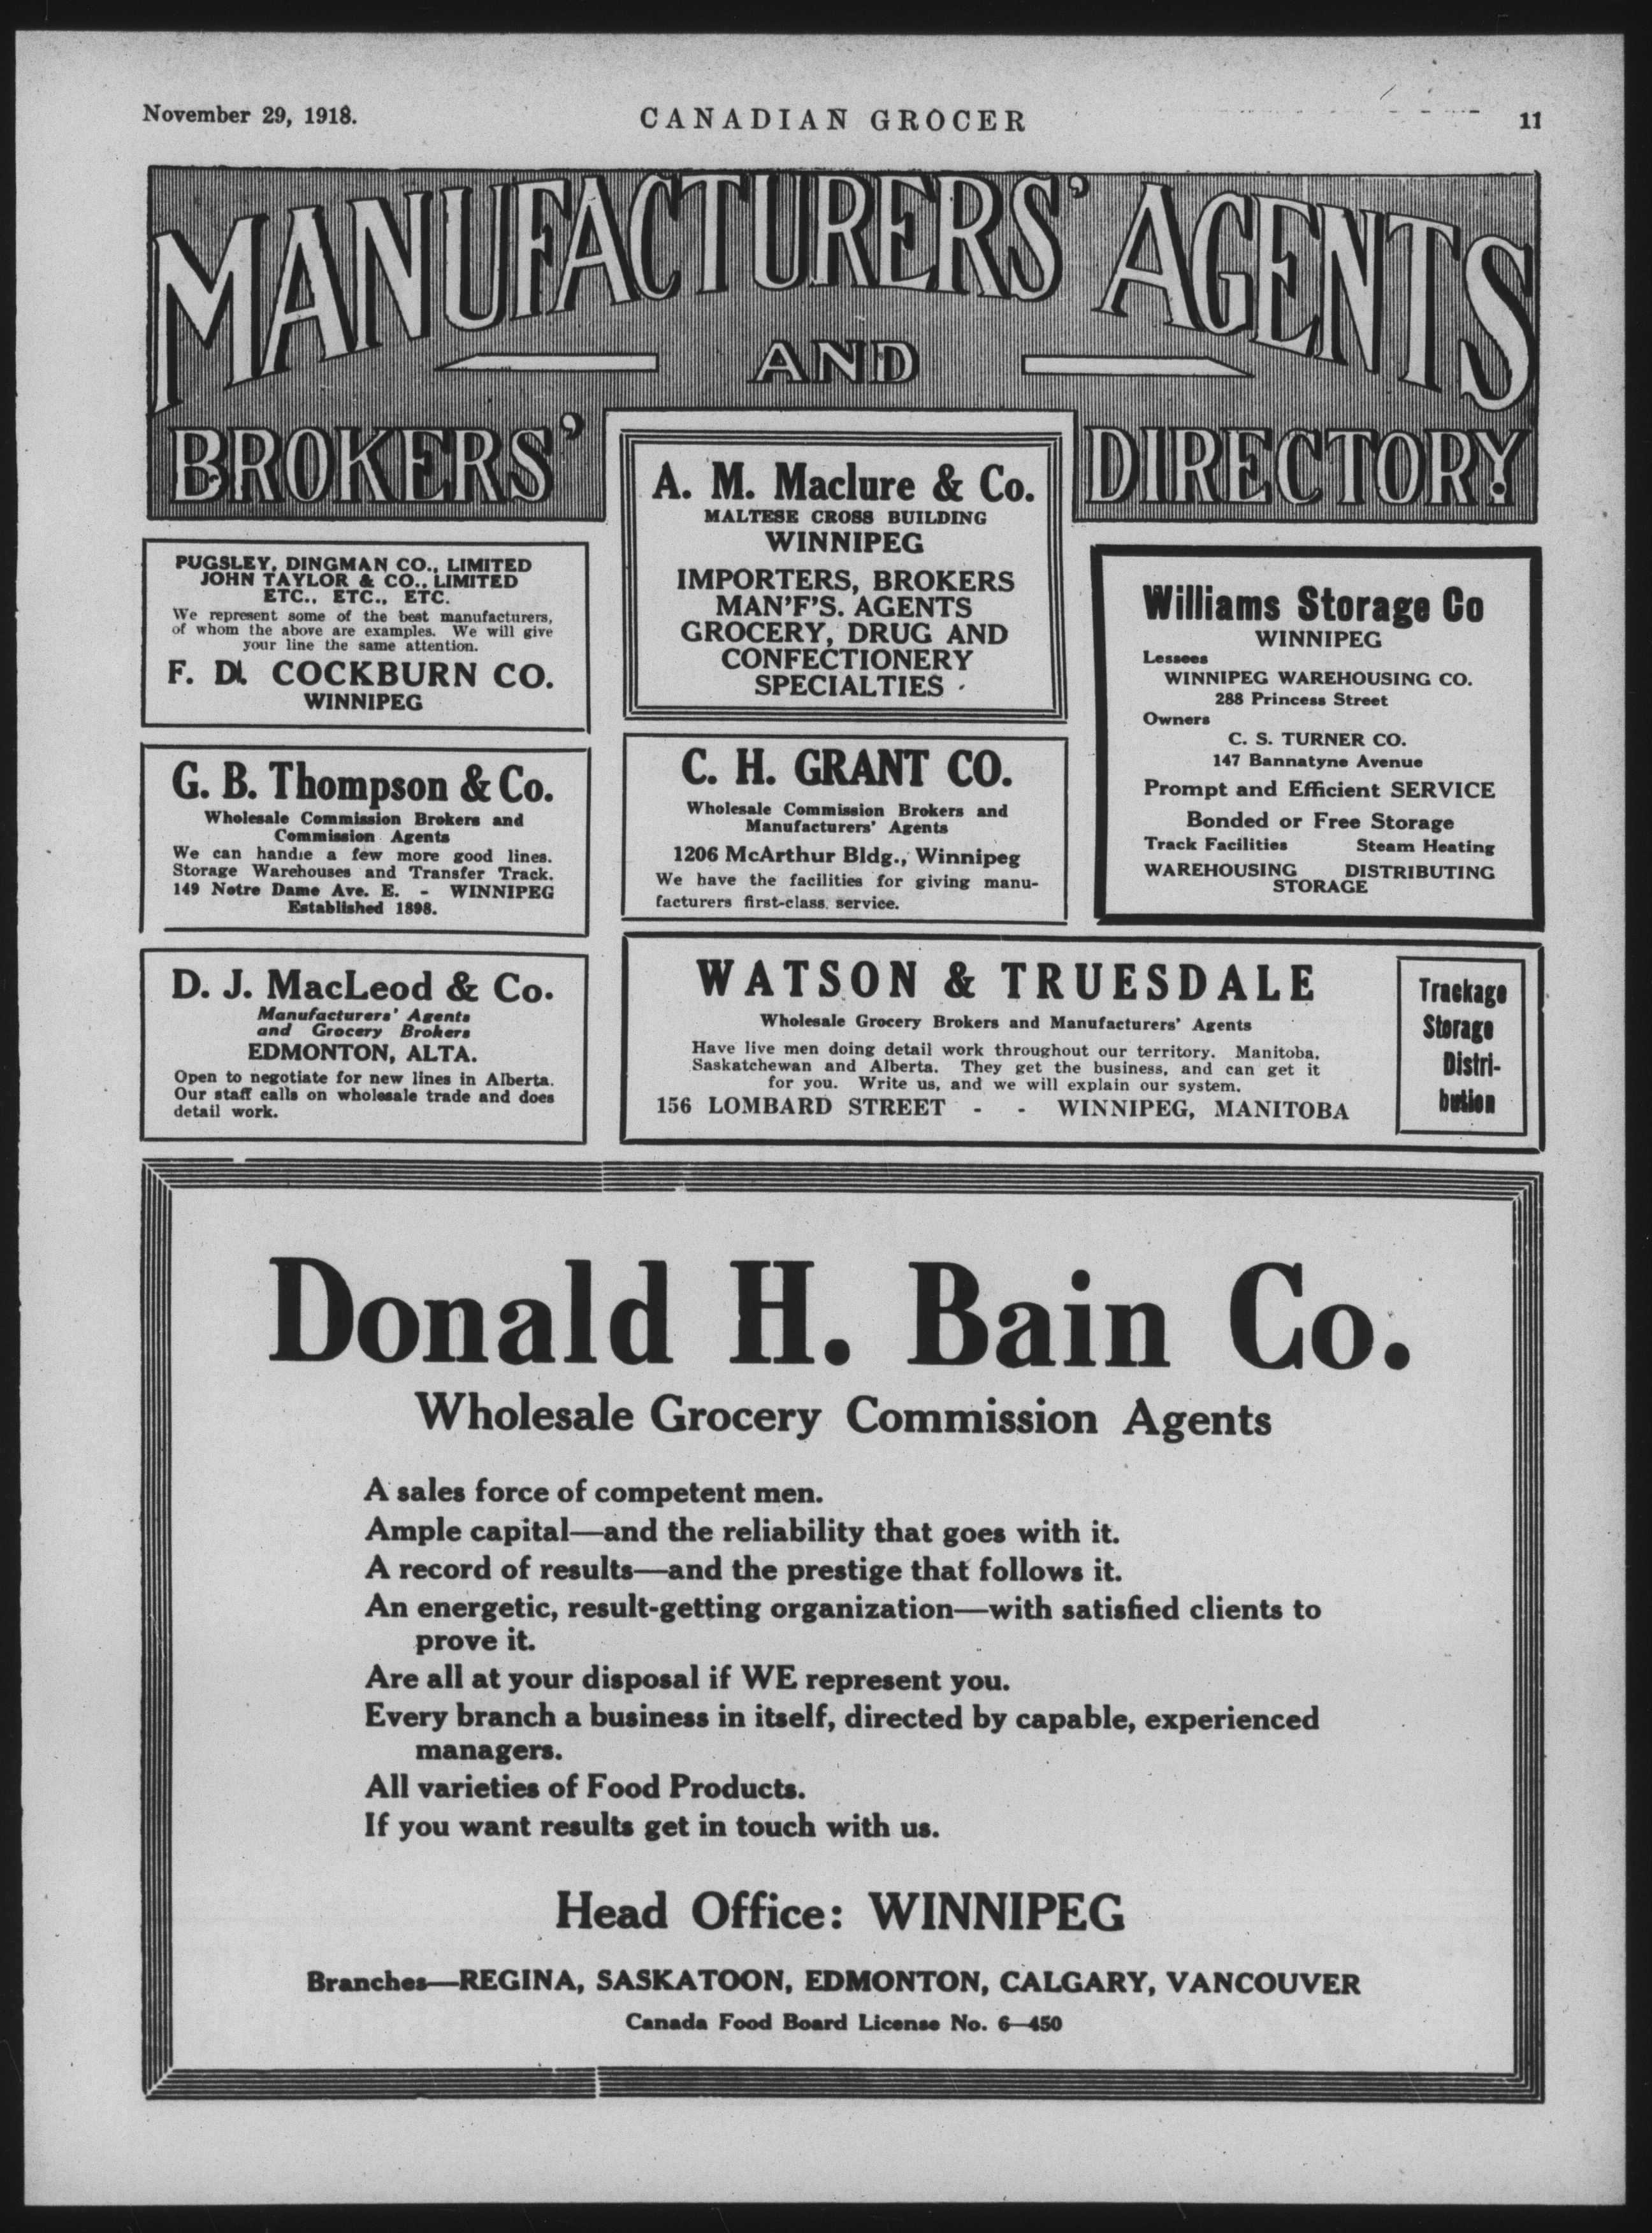 November 29, 1918.
CANADIAN GROCER
11
MANUFACTURERS' AGENTS
AND
BROKERS' DIRECTORY
PUGSLEY, DINGMAN CO., LIMITED
JOHN TAYLOR & CO., LIMITED
ETC., ETC., ETC.
We represent some of the best manufacturers,
of whom the above are examples. We will give
your line the same attention.
F. D. COCKBURN CO.
WINNIPEG
G. B. Thompson & Co.
Wholesale Commission Brokers and
Commission Agents
We can handle a few more good lines.
Storage Warehouses and Transfer Track.
149 Notre Dame Ave. E. - WINNIPEG
Established 1898.
D. J. MacLeod & Co.
Manufacturers' Agents
and Grocery Brokers
EDMONTON, ALTA.
Open to negotiate for new lines in Alberta.
Our staff calls on wholesale trade and does
detail work.
A. M. Maclure & Co.
MALTESE CROSS BUILDING
WINNIPEG
IMPORTERS, BROKERS
MAN'F'S. AGENTS
GROCERY, DRUG AND
CONFECTIONERY
SPECIALTIES
C. H. GRANT CO.
Wholesale Commission Brokers and
Manufacturers' Agents
1206 McArthur Bldg., Winnipeg
We have the facilities for giving manu-
facturers first-class service.
Williams Storage Co
WINNIPEG
Lessees
WINNIPEG WAREHOUSING CO.
288 Princess Street
Owners
C. S. TURNER CO.
147 Bannatyne Avenue
Prompt and Efficient SERVICE
Bonded or Free Storage
Track Facilities Steam Heating
WAREHOUSING DISTRIBUTING
STORAGE
WATSON & TRUESDALE
Wholesale Grocery Brokers and Manufacturers' Agents
Have live men doing detail work throughout our territory. Manitoba,
Saskatchewan and Alberta. They get the business, and can get it
for you. Write us, and we will explain our system.
156 LOMBARD STREET - - WINNIPEG, MANITOBA
Trackage
Storage
Distri-
bution
Donald H. Bain Co.
Wholesale Grocery Commission Agents
A sales force of competent men.
Ample capital—and the reliability that goes with it.
A record of results—and the prestige that follows it.
An energetic, result-getting organization—with satisfied clients to
prove it.
Are all at your disposal if WE represent you.
Every branch a business in itself, directed by capable, experienced
managers.
All varieties of Food Products.
If you want results get in touch with us.
Head Office: WINNIPEG
Branches—REGINA, SASKATOON, EDMONTON, CALGARY, VANCOUVER
Canada Food Board License No. 6—450